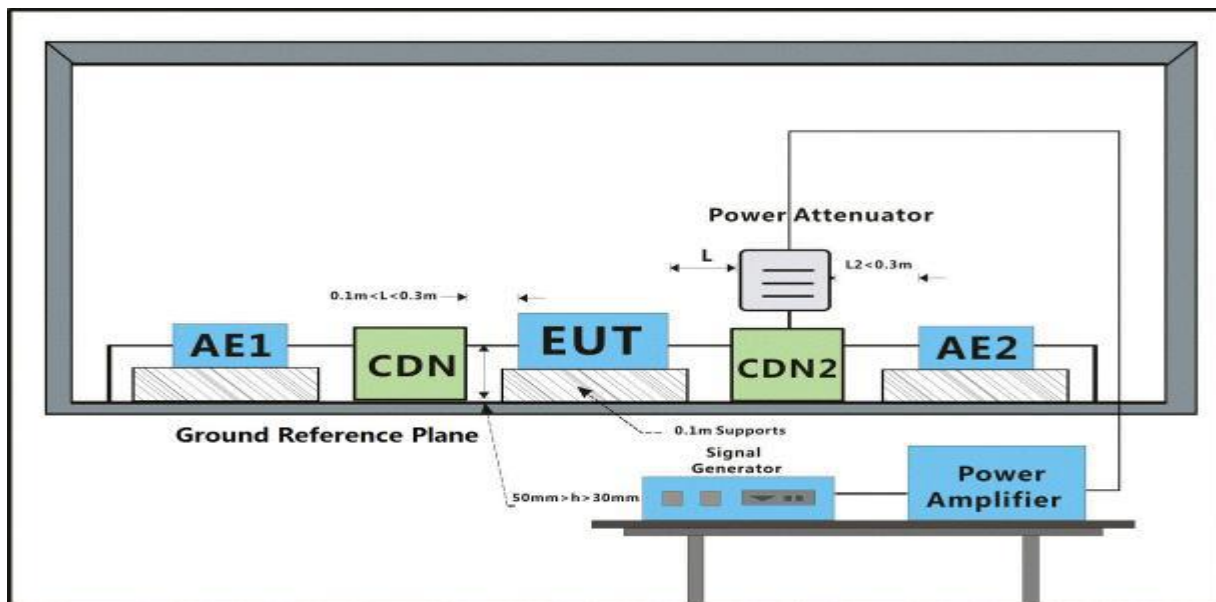 Power Attenuator
L
L2<0.3m
0.1m<L<0.3m
AE1
CDN
EUT
CDN2
AE2
Ground Reference Plane
0.1m Supports
Signal
Generator
50mm>h>30mm
Power
Amplifier